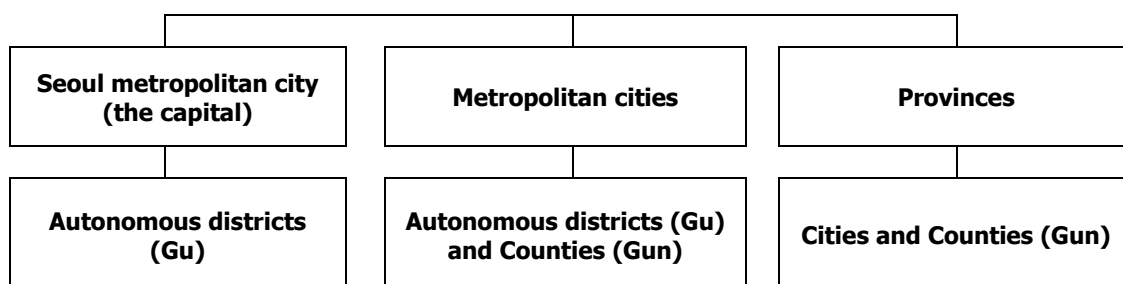 Seoul metropolitan city
(the capital)
Metropolitan cities
Provinces
Autonomous districts
(Gu)
Autonomous districts (Gu)
and Counties (Gun)
Cities and Counties (Gun)